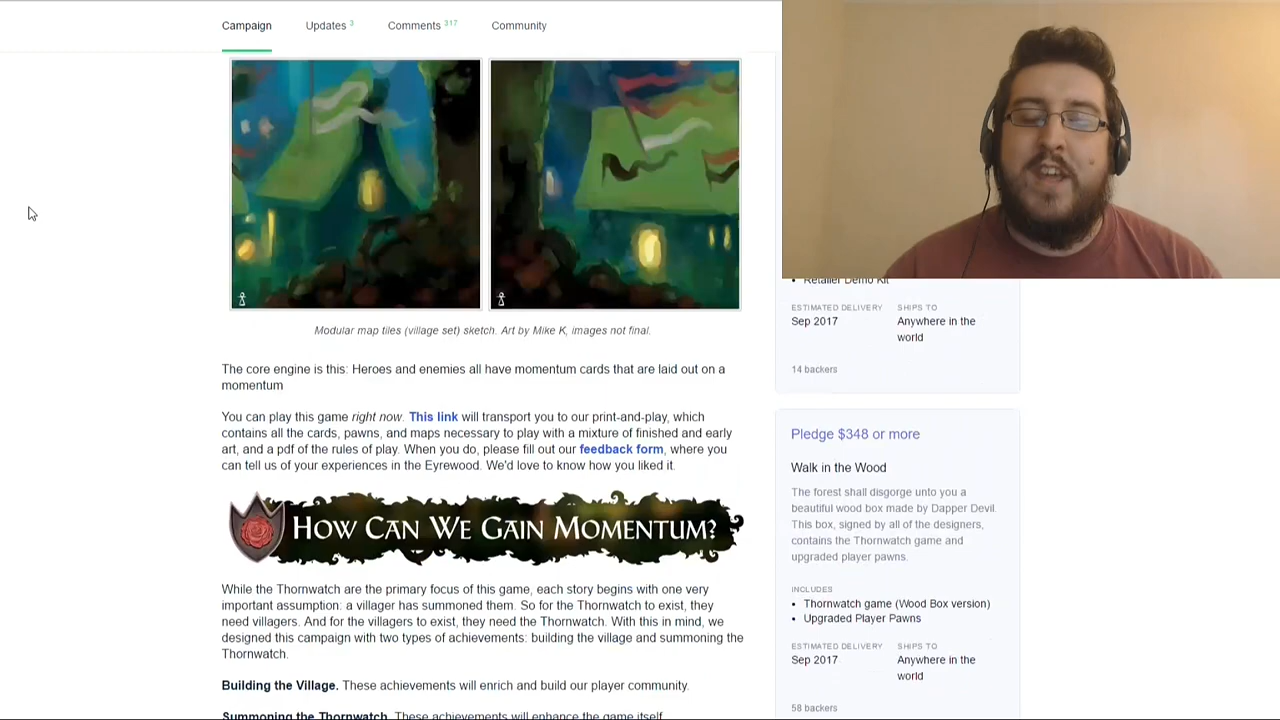 Campaign Updates 3 Comments 317 Community
Modular map tiles (village set) sketch. Art by Mike K, images not final.
The core engine is this: Heroes and enemies all have momentum cards that are laid out on a
momentum
You can play this game right now. This link will transport you to our print-and-play, which
contains all the cards, pawns, and maps necessary to play with a mixture of finished and early
art, and a pdf of the rules of play. When you do, please fill out our feedback form, where you
can tell us of your experiences in the Eyrewood. We'd love to know how you liked it.
How Can We Gain Momentum?
While the Thornwatch are the primary focus of this game, each story begins with one very
important assumption: a villager has summoned them. So for the Thornwatch to exist, they
need villagers. And for the villagers to exist, they need the Thornwatch. With this in mind, we
designed this campaign with two types of achievements: building the village and summoning the
Thornwatch.
Building the Village. These achievements will enrich and build our player community.
Summoning the Thornwatch. These achievements will enhance the game itself.
• Retailer Demo Kit
ESTIMATED DELIVERY SHIPS TO
Sep 2017 Anywhere in the
world
14 backers
Pledge $348 or more
Walk in the Wood
The forest shall disgorge unto you a
beautiful wood box made by Dapper Devil.
This box, signed by all of the designers,
contains the Thornwatch game and
upgraded player pawns.
INCLUDES
• Thornwatch game (Wood Box version)
• Upgraded Player Pawns
ESTIMATED DELIVERY SHIPS TO
Sep 2017 Anywhere in the
world
58 backers